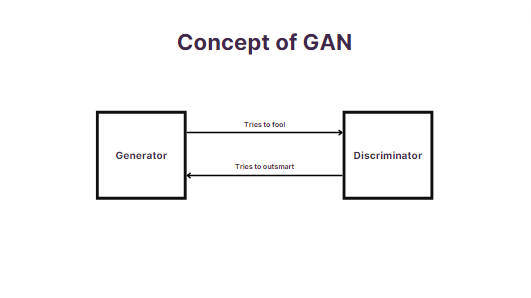 Concept of GAN
Tries to fool
Generator
Discriminator
Tries to outsmart